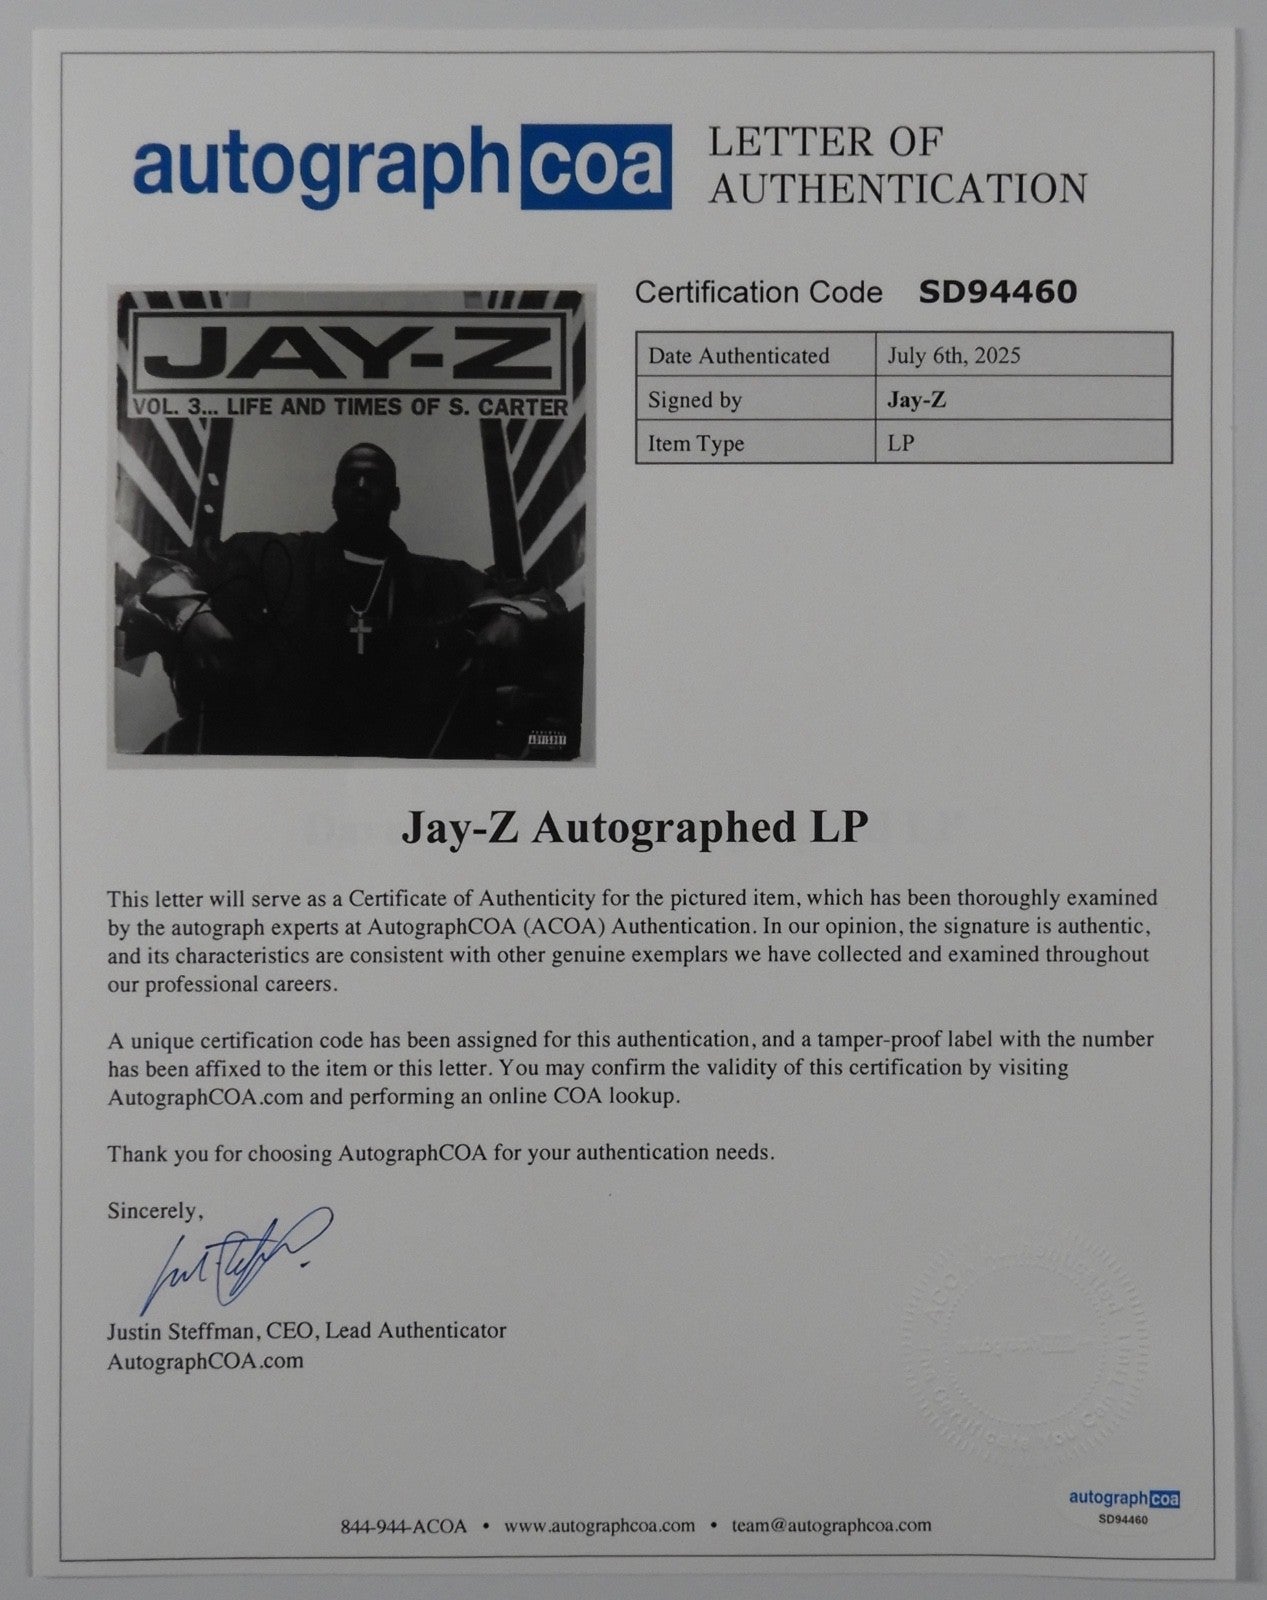 autographcoa
LETTER OF
AUTHENTICATION
JAY-Z
VOL. 3... LIFE AND TIMES OF S. CARTER
ADVISORY
Certification Code SD94460
Date Authenticated July 6th, 2025
Signed by Jay-Z
Item Type LP
Jay-Z Autographed LP
This letter will serve as a Certificate of Authenticity for the pictured item, which has been thoroughly examined
by the autograph experts at AutographCOA (ACOA) Authentication. In our opinion, the signature is authentic,
and its characteristics are consistent with other genuine exemplars we have collected and examined throughout
our professional careers.
A unique certification code has been assigned for this authentication, and a tamper-proof label with the number
has been affixed to the item or this letter. You may confirm the validity of this certification by visiting
AutographCOA.com and performing an online COA lookup.
Thank you for choosing AutographCOA for your authentication needs.
Sincerely,
Justin Steffman, CEO, Lead Authenticator
AutographCOA.com
ACOA Authenticated
Certificate You Can Trust
autographcoa
SD94460
844-944-ACOA • www.autographcoa.com • team@autographcoa.com